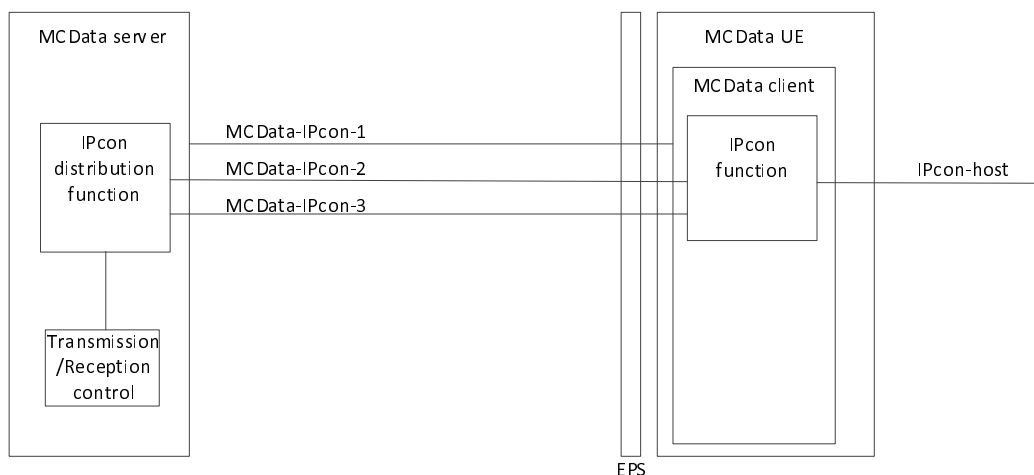 MCData server
MCData UE
MCData client
IPcon
distribution
function
MCData-IPcon-1
MCData-IPcon-2
MCData-IPcon-3
IPcon
function
IPcon-host
Transmission
/Reception
control
EPS